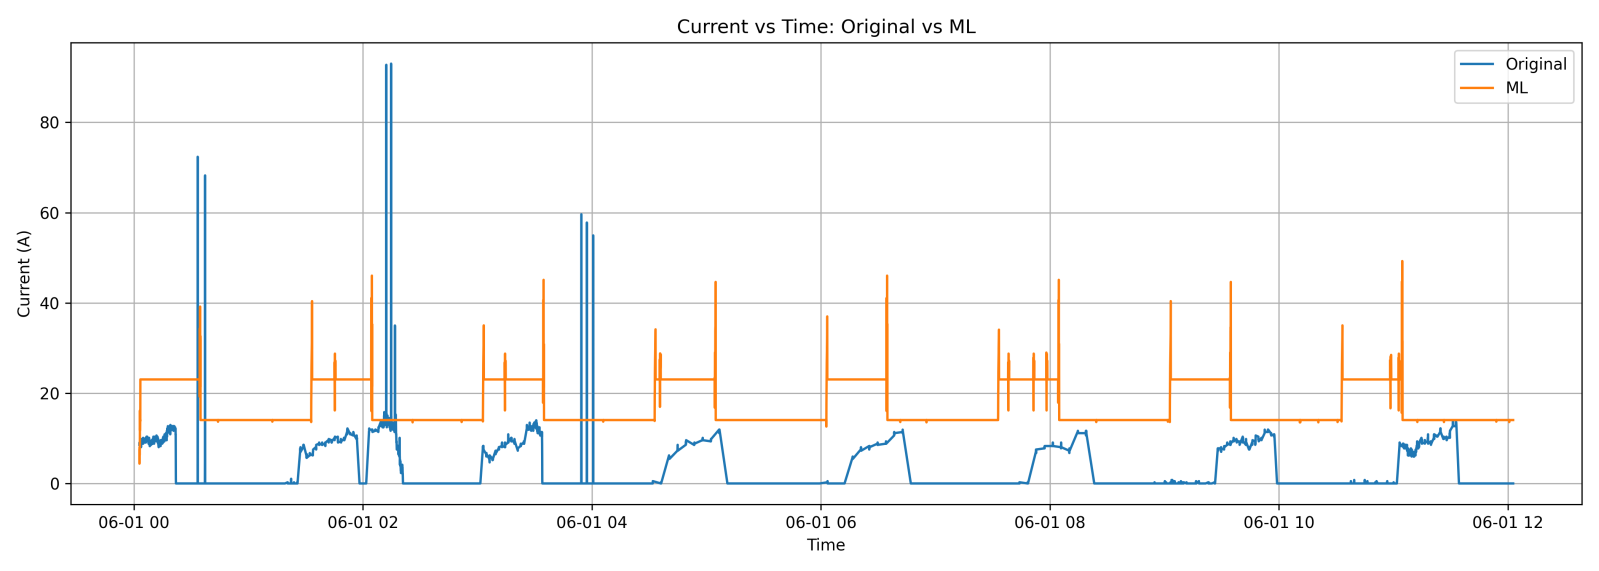 Current vs Time: Original vs ML
Original
ML
Current (A)
80
60
40
20
0
06-01 00
06-01 02
06-01 04
06-01 06
06-01 08
06-01 10
06-01 12
Time